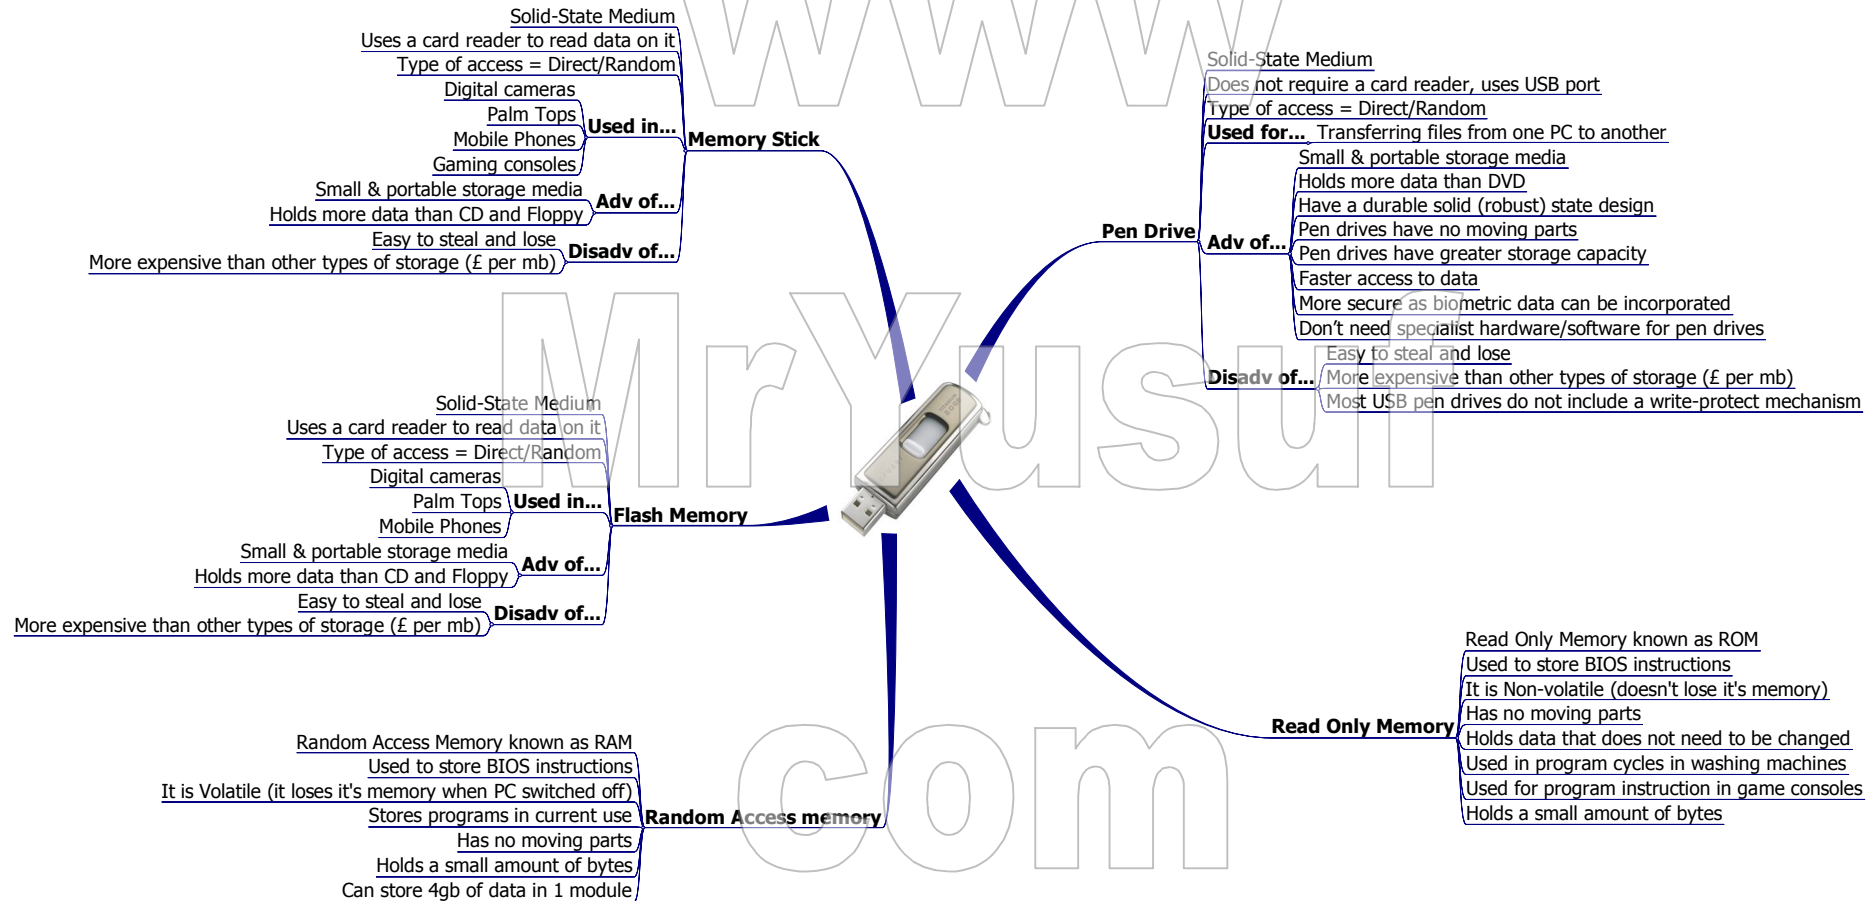 www
MrYusuf
com
Memory Stick
Solid-State Medium
Uses a card reader to read data on it
Type of access = Direct/Random
Used in...
Digital cameras
Palm Tops
Mobile Phones
Gaming consoles
Adv of...
Small & portable storage media
Holds more data than CD and Floppy
Disadv of...
Easy to steal and lose
More expensive than other types of storage (£ per mb)
Pen Drive
Solid-State Medium
Does not require a card reader, uses USB port
Type of access = Direct/Random
Used for...
Transferring files from one PC to another
Adv of...
Small & portable storage media
Holds more data than DVD
Have a durable solid (robust) state design
Pen drives have no moving parts
Pen drives have greater storage capacity
Faster access to data
More secure as biometric data can be incorporated
Don’t need specialist hardware/software for pen drives
Disadv of...
Easy to steal and lose
More expensive than other types of storage (£ per mb)
Most USB pen drives do not include a write-protect mechanism
Flash Memory
Solid-State Medium
Uses a card reader to read data on it
Type of access = Direct/Random
Used in...
Digital cameras
Palm Tops
Mobile Phones
Adv of...
Small & portable storage media
Holds more data than CD and Floppy
Disadv of...
Easy to steal and lose
More expensive than other types of storage (£ per mb)
Read Only Memory
Read Only Memory known as ROM
Used to store BIOS instructions
It is Non-volatile (doesn't lose it's memory)
Has no moving parts
Holds data that does not need to be changed
Used in program cycles in washing machines
Used for program instruction in game consoles
Holds a small amount of bytes
Random Access memory
Random Access Memory known as RAM
Used to store BIOS instructions
It is Volatile (it loses it's memory when PC switched off)
Stores programs in current use
Has no moving parts
Holds a small amount of bytes
Can store 4gb of data in 1 module